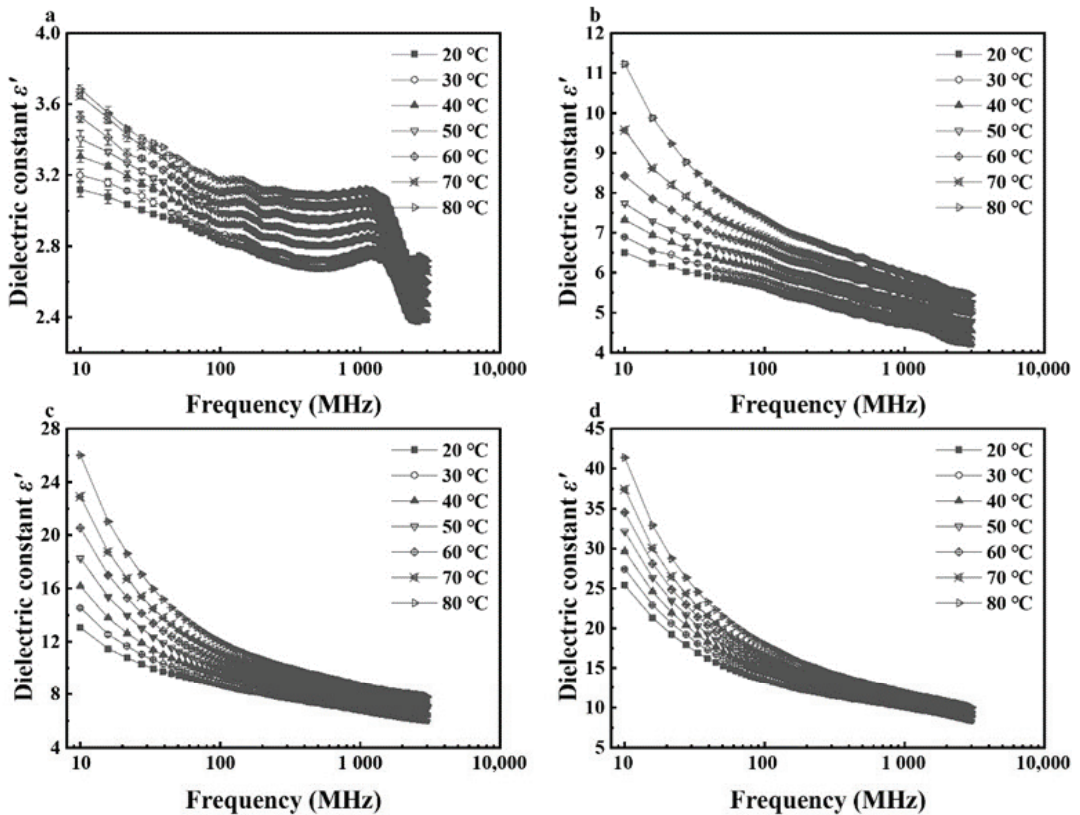 a
Dielectric constant ε′
4.0
3.6
3.2
2.8
2.4
10
100
1 000
10,000
Frequency (MHz)
20 °C
30 °C
40 °C
50 °C
60 °C
70 °C
80 °C
b
Dielectric constant ε′
12
11
10
9
8
7
6
5
4
10
100
1 000
10,000
Frequency (MHz)
20 °C
30 °C
40 °C
50 °C
60 °C
70 °C
80 °C
c
Dielectric constant ε′
28
24
20
16
12
8
4
10
100
1 000
10,000
Frequency (MHz)
20 °C
30 °C
40 °C
50 °C
60 °C
70 °C
80 °C
d
Dielectric constant ε′
45
40
35
30
25
20
15
10
5
10
100
1 000
10,000
Frequency (MHz)
20 °C
30 °C
40 °C
50 °C
60 °C
70 °C
80 °C